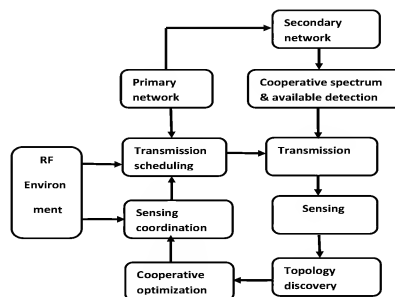 Secondary
network
Primary
network
Cooperative spectrum
& available detection
RF
Environ
ment
Transmission
scheduling
Transmission
Sensing
coordination
Sensing
Cooperative
optimization
Topology
discovery